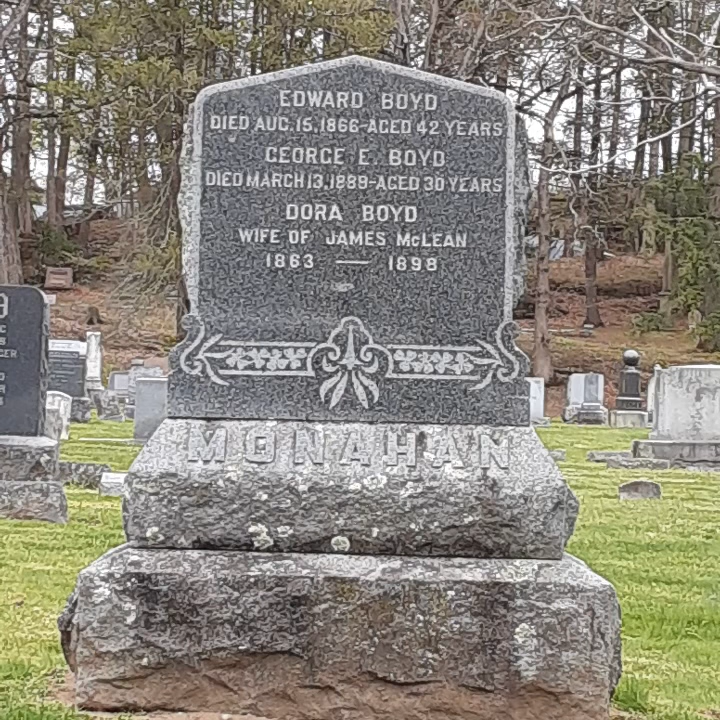 EDWARD BOYD
DIED AUG. 15, 1866-AGED 42 YEARS
GEORGE E. BOYD
DIED MARCH 13, 1889-AGED 30 YEARS
DORA BOYD
WIFE OF JAMES McLEAN
1863 — 1898
MONAHAN